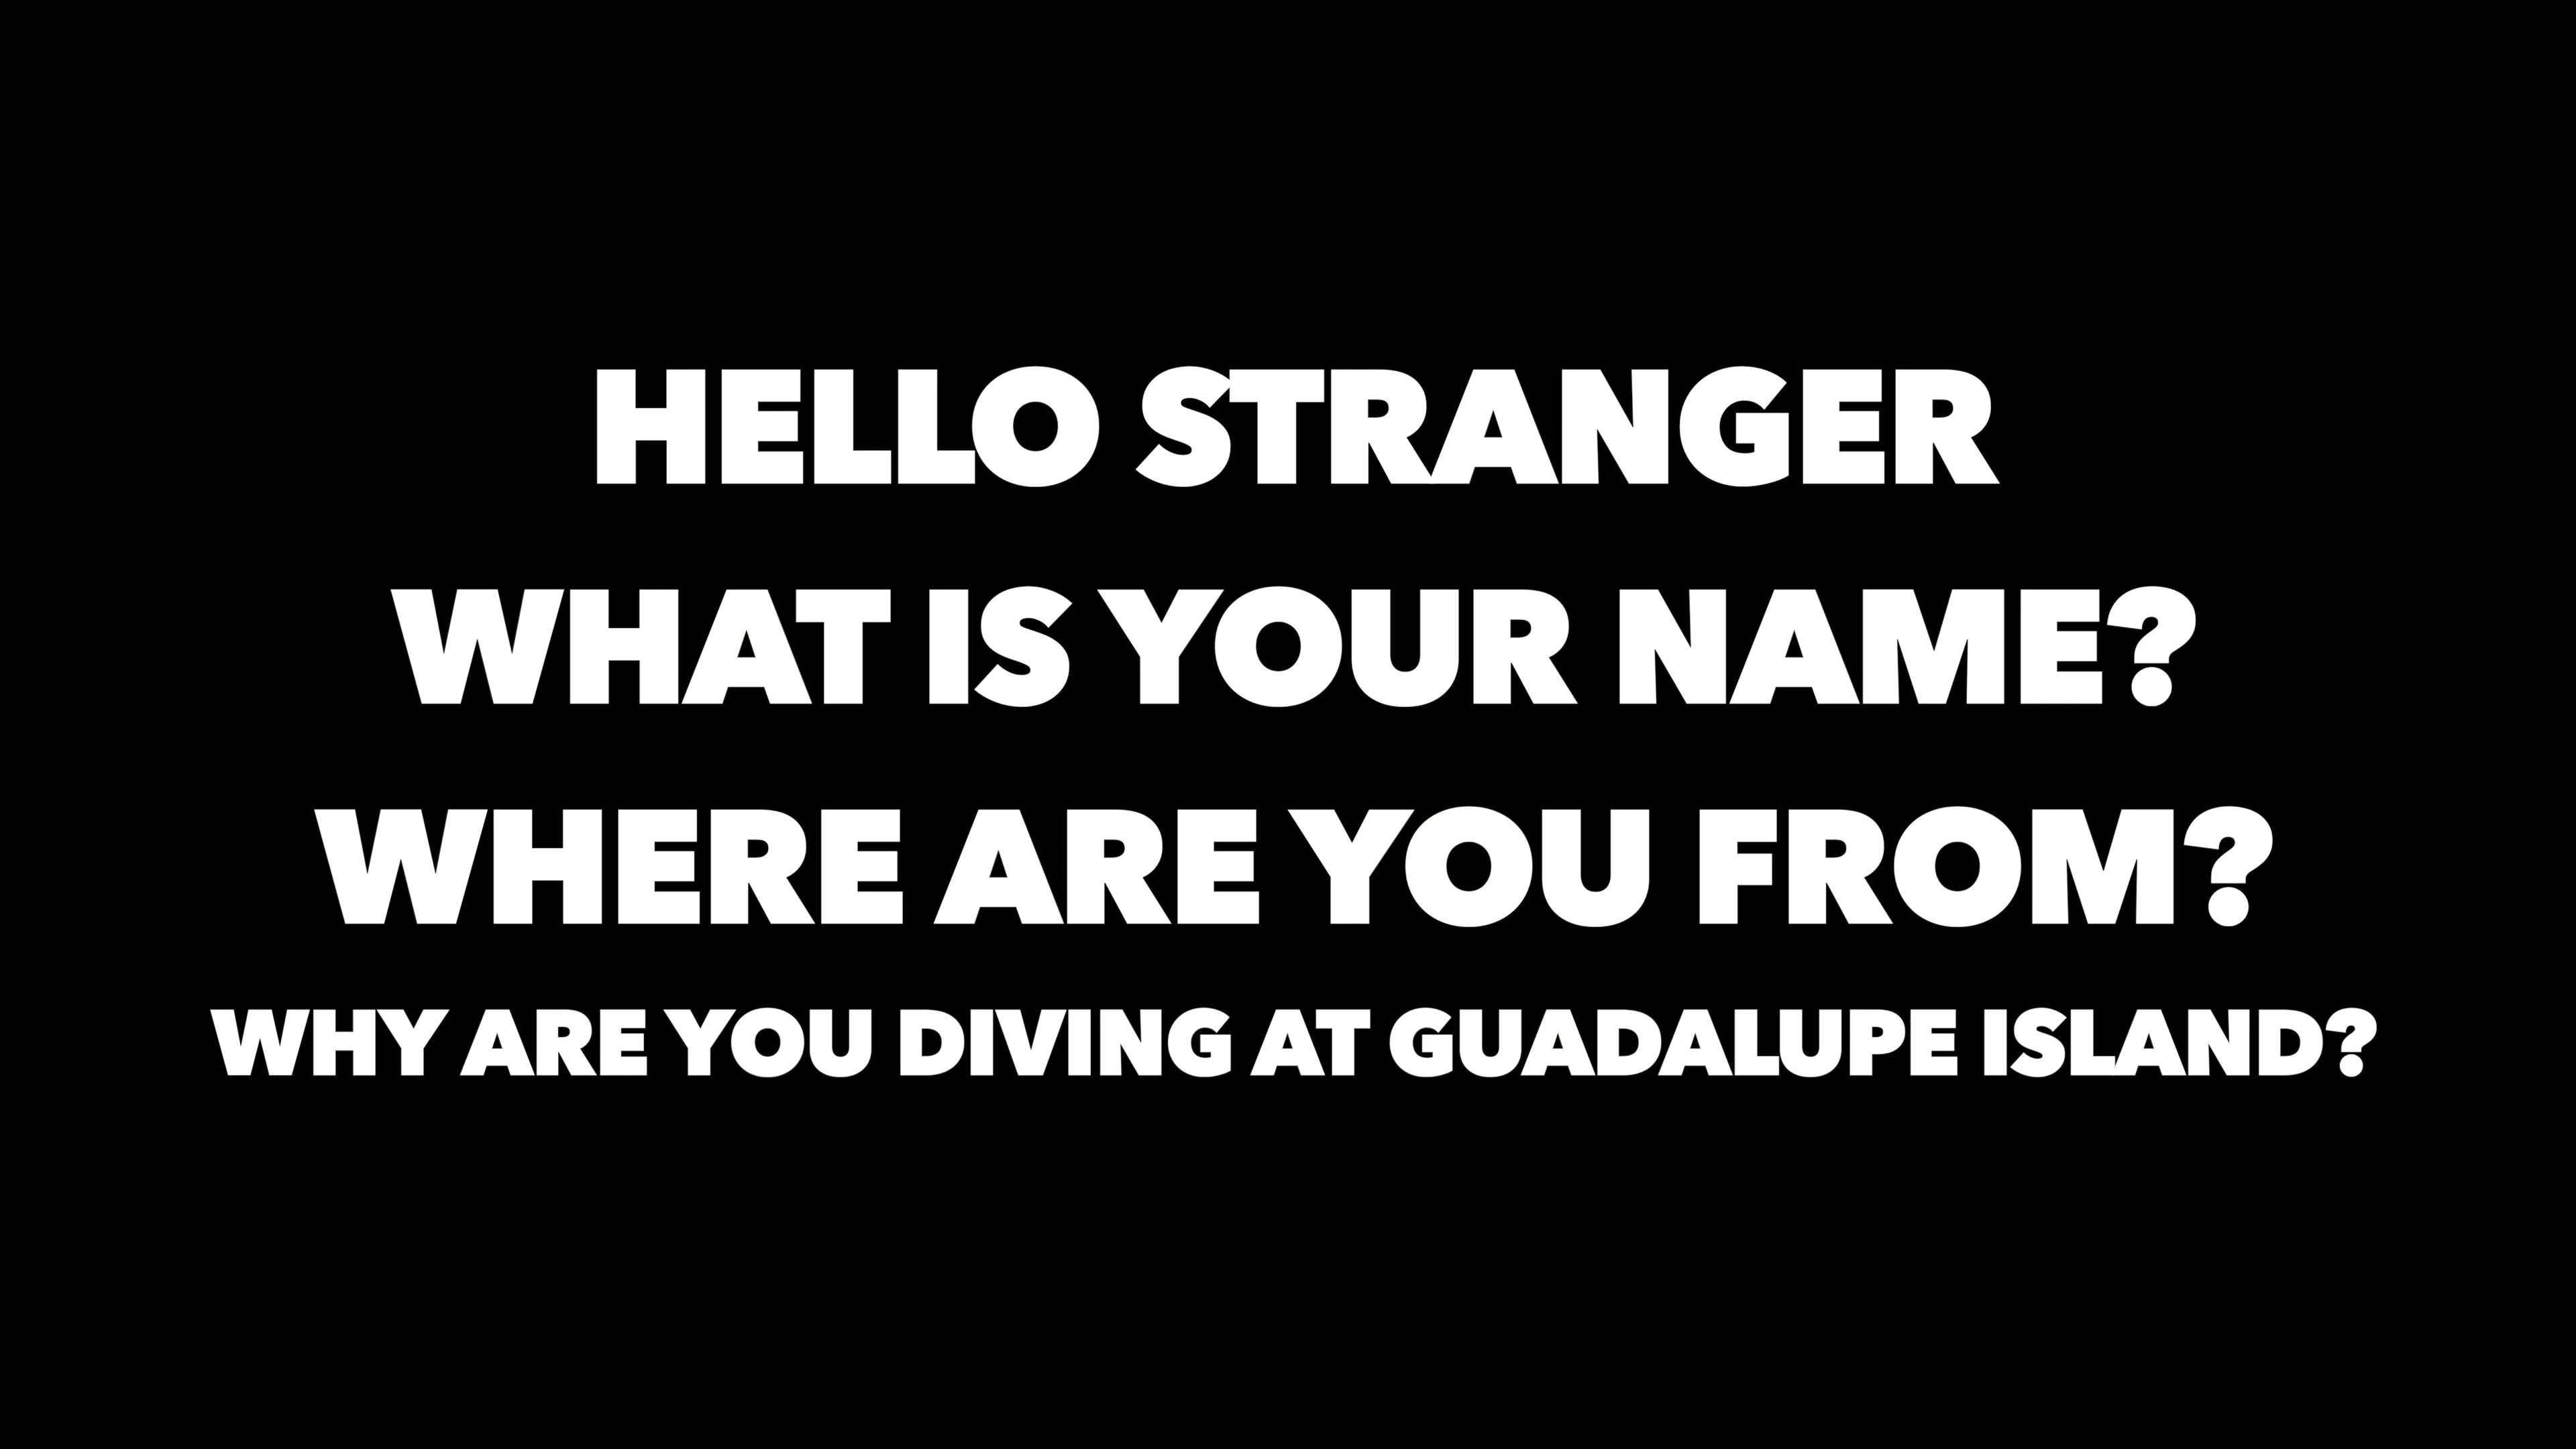 HELLO STRANGER
WHAT IS YOUR NAME?
WHERE ARE YOU FROM?
WHY ARE YOU DIVING AT GUADALUPE ISLAND?